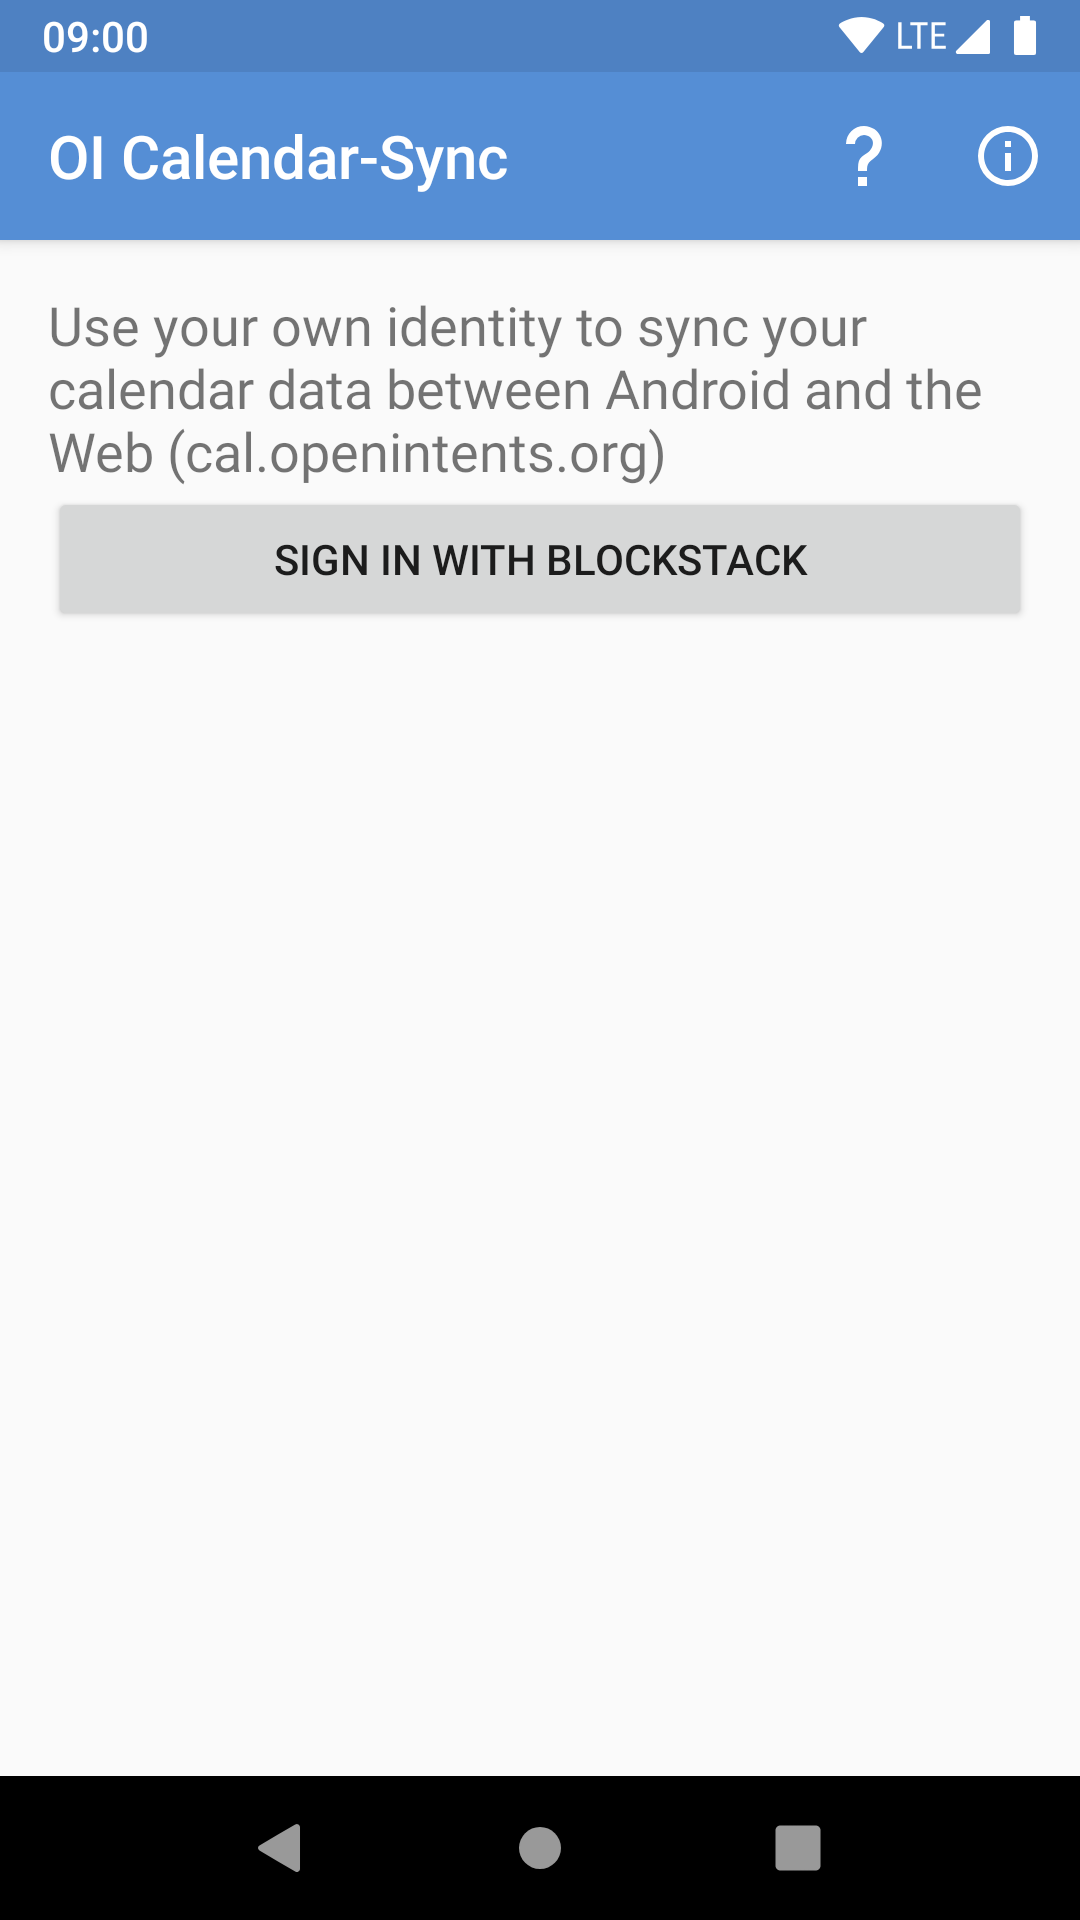 09:00 LTE
OI Calendar-Sync
Use your own identity to sync your
calendar data between Android and the
Web (cal.openintents.org)
SIGN IN WITH BLOCKSTACK